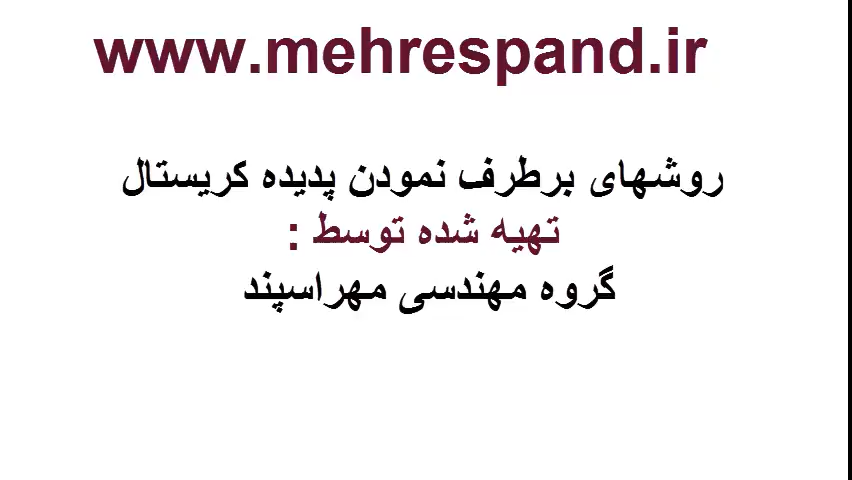 www.mehrespand.ir
روشهای برطرف نمودن پدیده کریستال
تهیه شده توسط :
گروه مهندسی مهراسپند